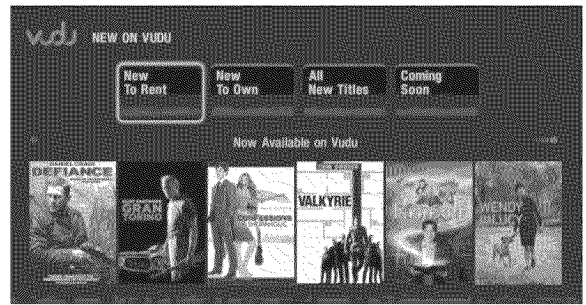 vudu NEW ON VUDU
New
To Rent
New
To Own
All
New Titles
Coming
Soon
Now Available on Vudu
DANIEL CRAIG
DEFIANCE
GRAN
TORINO
CONFESSIONS
VALKYRIE
WENDY
LUCY